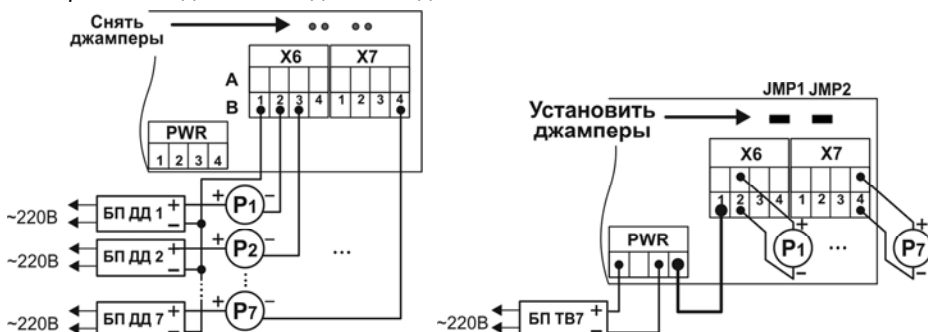 Снять
джамперы
X6 X7
A
B
1 2 3 4 1 2 3 4
PWR
1 2 3 4
~220В БП ДД 1 + − + P1 −
~220В БП ДД 2 + − + P2 − ...
~220В БП ДД 7 + − + P7 −
JMP1 JMP2
Установить
джамперы
X6 X7
1 2 3 4 1 2 3 4
PWR
+ P1 − ... + P7 −
~220В БП ТВ7 + −